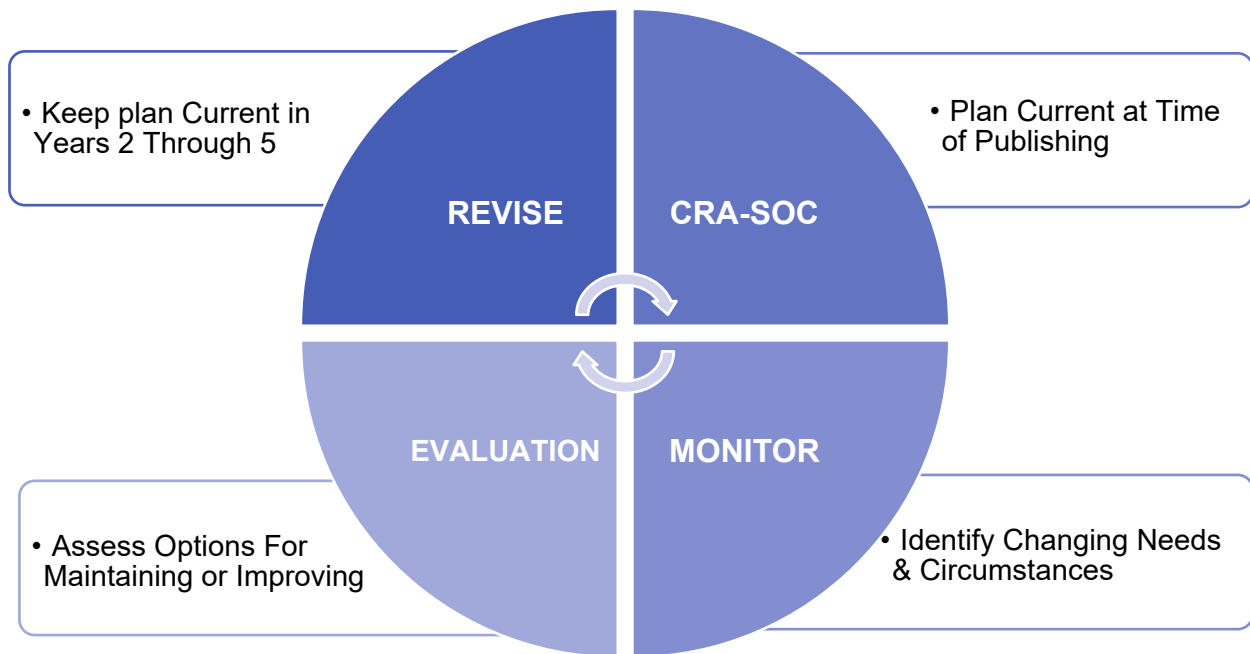 • Keep plan Current in
Years 2 Through 5
REVISE
CRA-SOC
• Plan Current at Time
of Publishing
EVALUATION
MONITOR
• Assess Options For
Maintaining or Improving
• Identify Changing Needs
& Circumstances